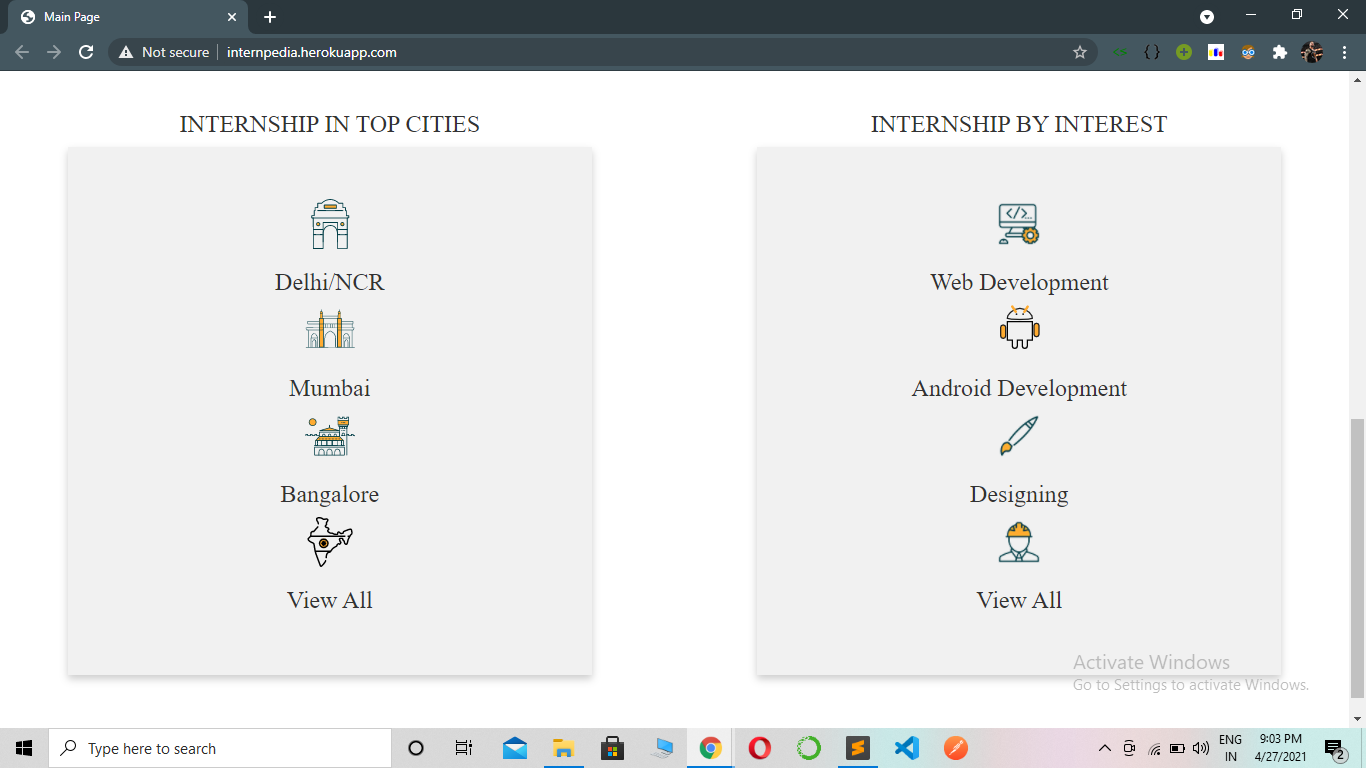 Main Page
Not secure
internpedia.herokuapp.com
INTERNSHIP IN TOP CITIES
Delhi/NCR
Mumbai
Bangalore
View All
INTERNSHIP BY INTEREST
</>...
Web Development
Android Development
Designing
View All
Activate Windows
Go to Settings to activate Windows.
Type here to search
ENG
IN
9:03 PM
4/27/2021
2